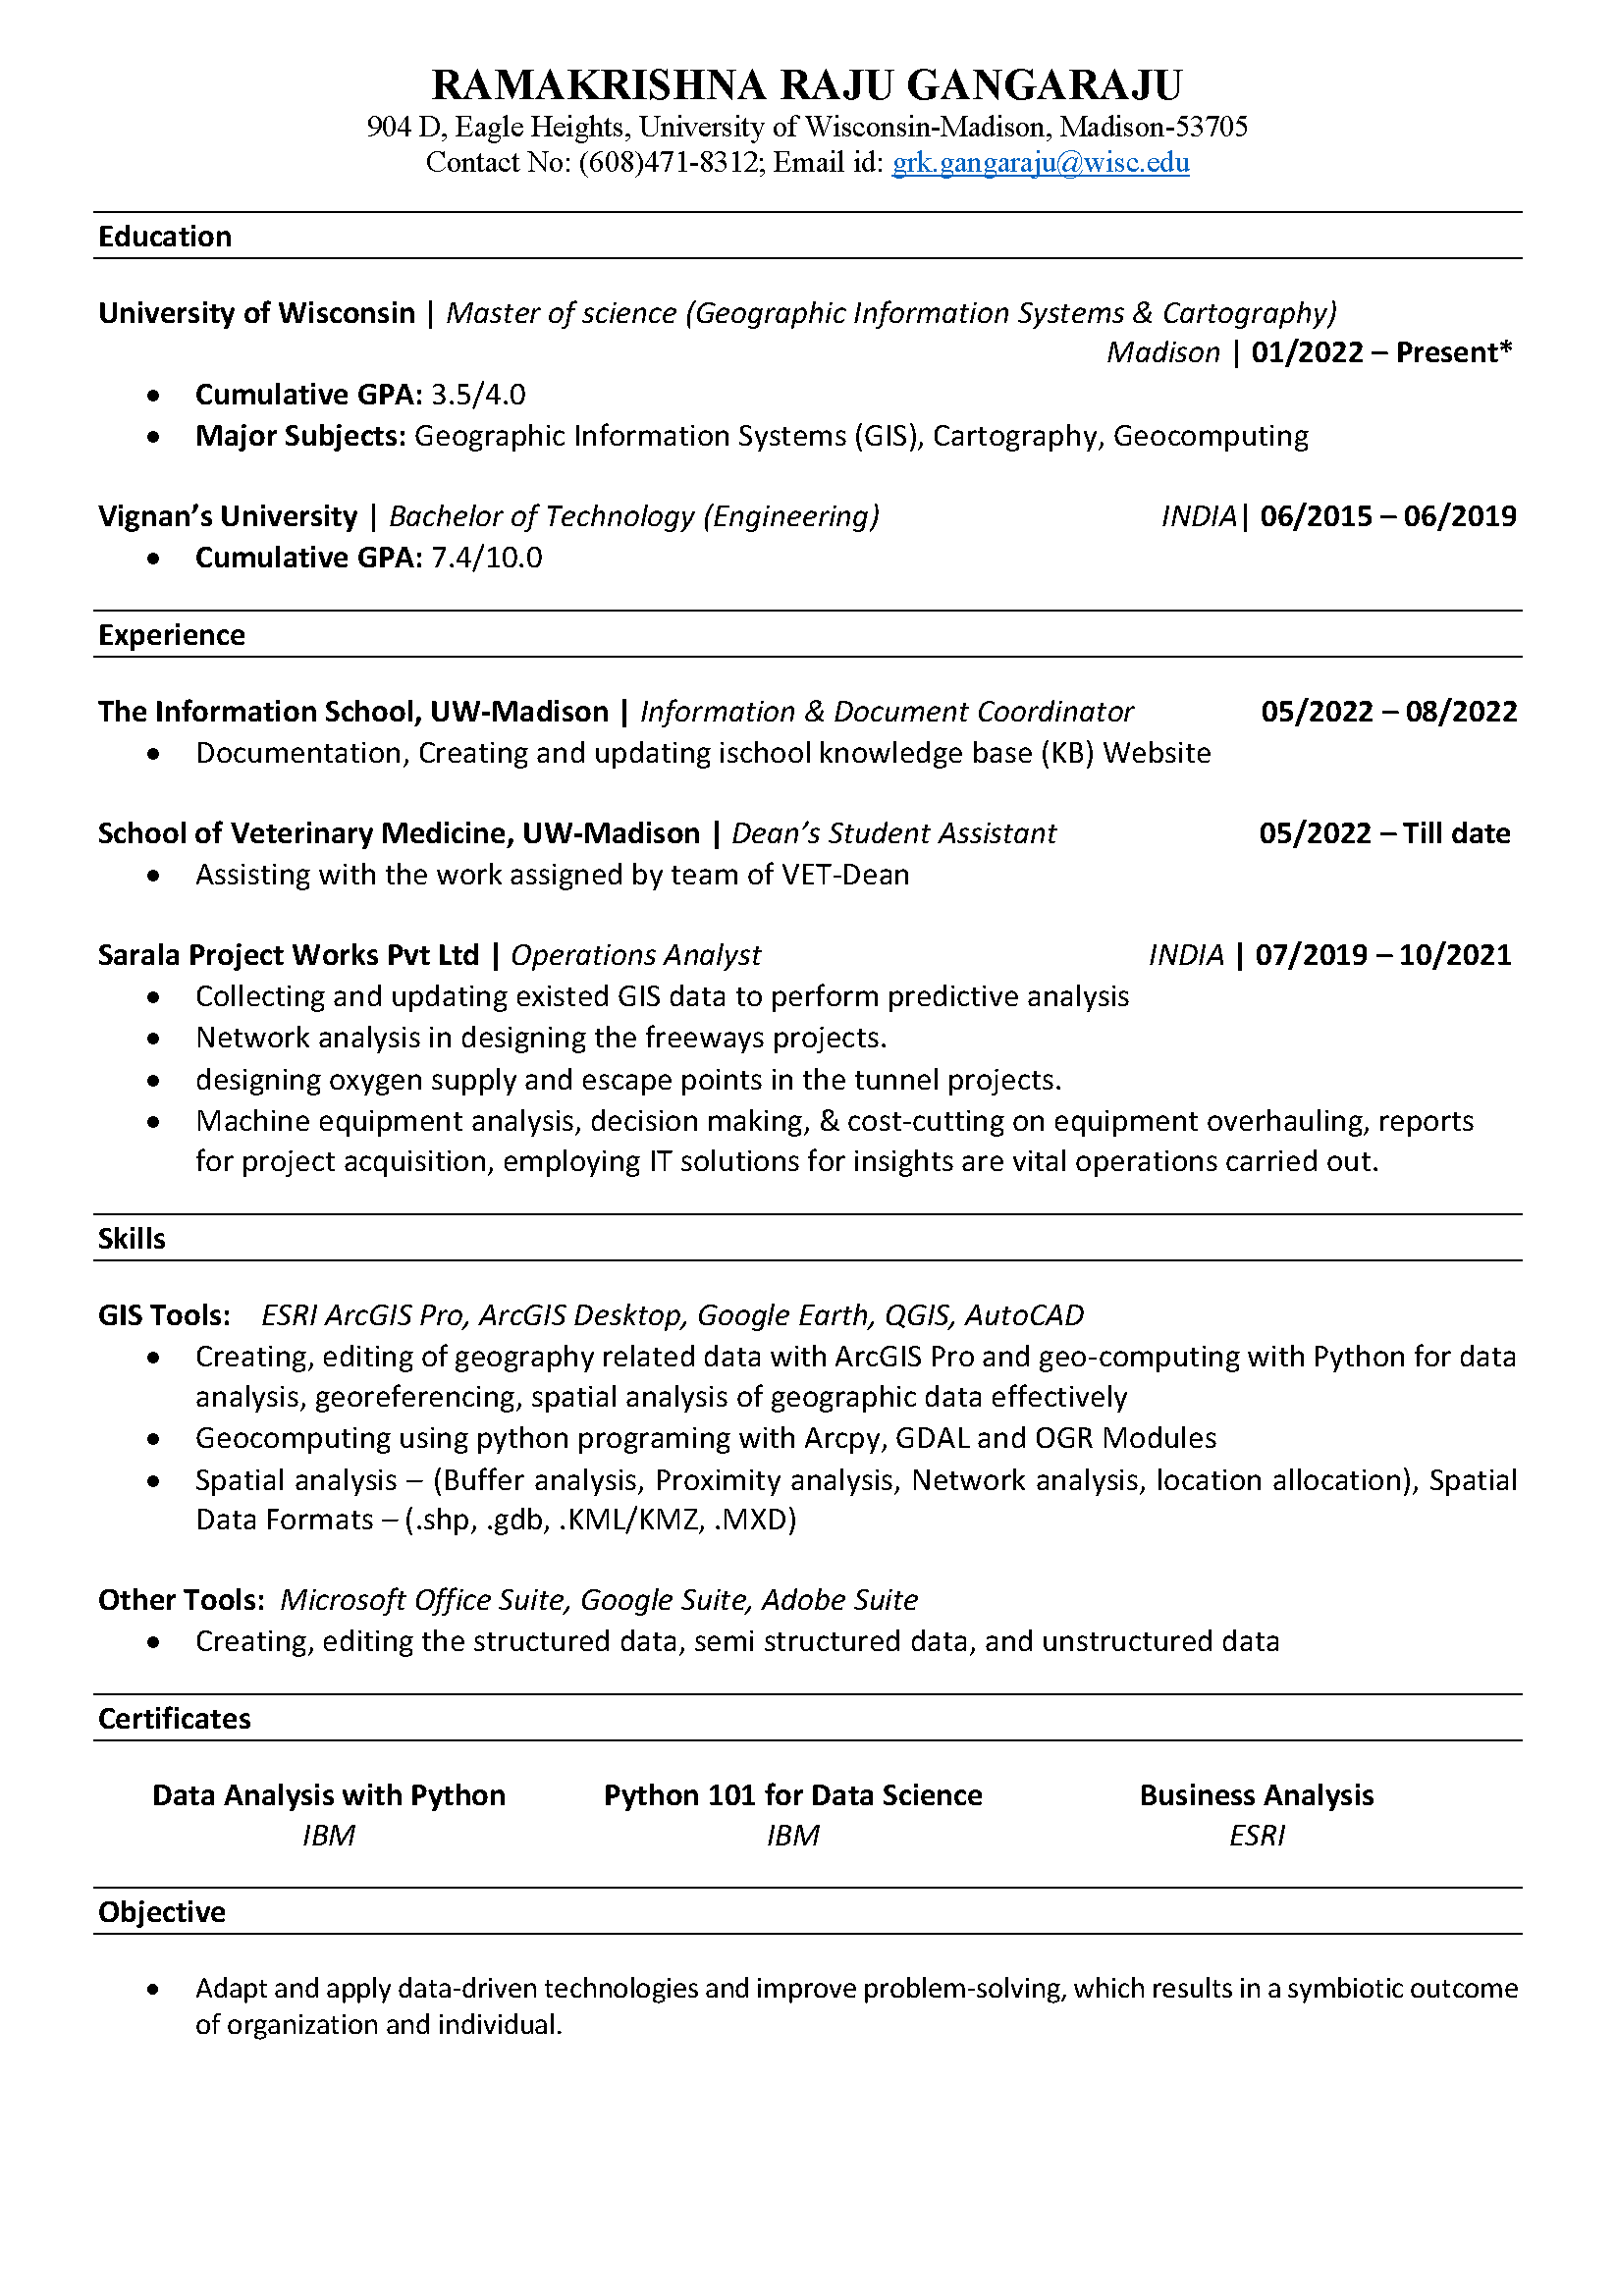 RAMAKRISHNA RAJU GANGARAJU
904 D, Eagle Heights, University of Wisconsin-Madison, Madison-53705
Contact No: (608)471-8312; Email id: grk.gangaraju@wisc.edu
Education
University of Wisconsin | Master of science (Geographic Information Systems & Cartography)
Madison | 01/2022 – Present*
• Cumulative GPA: 3.5/4.0
• Major Subjects: Geographic Information Systems (GIS), Cartography, Geocomputing
Vignan’s University | Bachelor of Technology (Engineering) INDIA| 06/2015 – 06/2019
• Cumulative GPA: 7.4/10.0
Experience
The Information School, UW-Madison | Information & Document Coordinator 05/2022 – 08/2022
• Documentation, Creating and updating ischool knowledge base (KB) Website
School of Veterinary Medicine, UW-Madison | Dean’s Student Assistant 05/2022 – Till date
• Assisting with the work assigned by team of VET-Dean
Sarala Project Works Pvt Ltd | Operations Analyst INDIA | 07/2019 – 10/2021
• Collecting and updating existed GIS data to perform predictive analysis
• Network analysis in designing the freeways projects.
• designing oxygen supply and escape points in the tunnel projects.
• Machine equipment analysis, decision making, & cost-cutting on equipment overhauling, reports
for project acquisition, employing IT solutions for insights are vital operations carried out.
Skills
GIS Tools: ESRI ArcGIS Pro, ArcGIS Desktop, Google Earth, QGIS, AutoCAD
• Creating, editing of geography related data with ArcGIS Pro and geo-computing with Python for data
analysis, georeferencing, spatial analysis of geographic data effectively
• Geocomputing using python programing with Arcpy, GDAL and OGR Modules
• Spatial analysis – (Buffer analysis, Proximity analysis, Network analysis, location allocation), Spatial
Data Formats – (.shp, .gdb, .KML/KMZ, .MXD)
Other Tools: Microsoft Office Suite, Google Suite, Adobe Suite
• Creating, editing the structured data, semi structured data, and unstructured data
Certificates
Data Analysis with Python Python 101 for Data Science Business Analysis
IBM IBM ESRI
Objective
• Adapt and apply data-driven technologies and improve problem-solving, which results in a symbiotic outcome
of organization and individual.